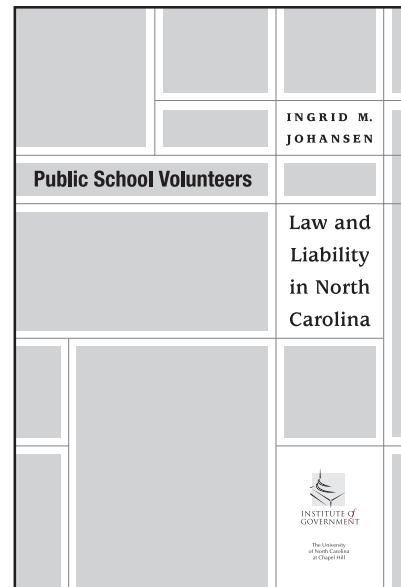 INGRID M.
JOHANSEN
Public School Volunteers
Law and
Liability
in North
Carolina
INSTITUTE of
GOVERNMENT
The University
of North Carolina
at Chapel Hill